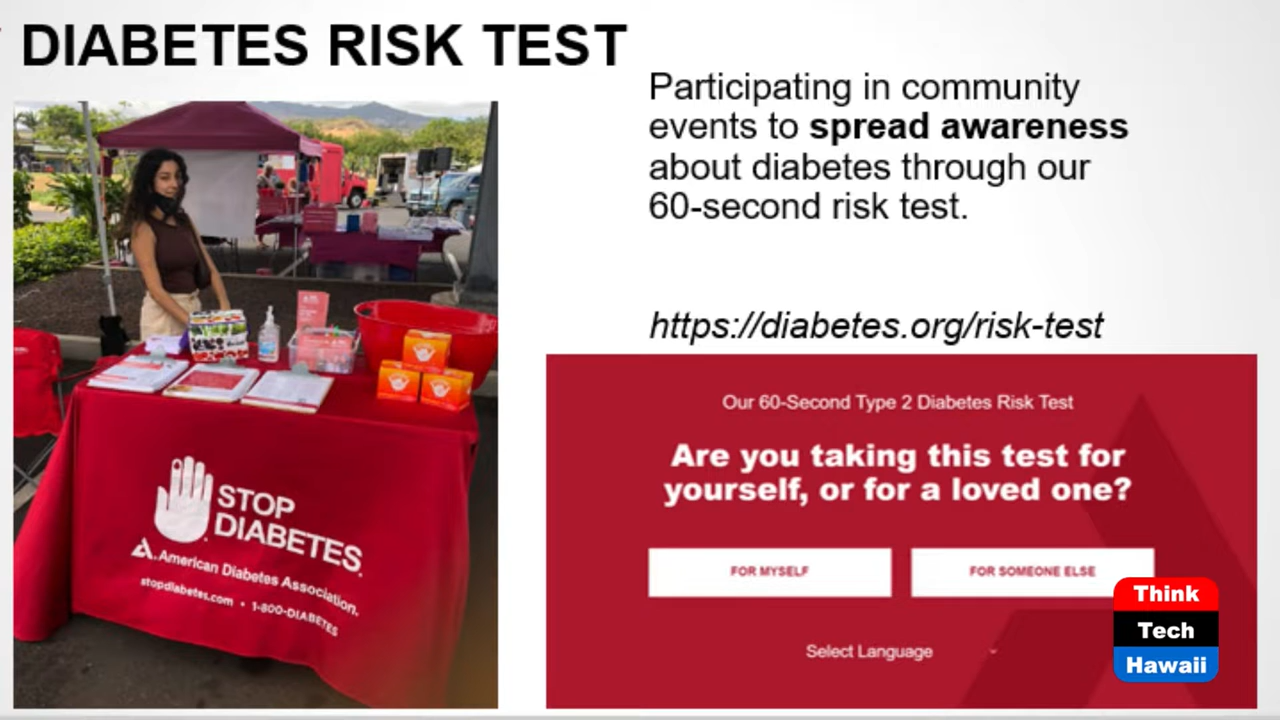 DIABETES RISK TEST
Participating in community
events to spread awareness
about diabetes through our
60-second risk test.
https://diabetes.org/risk-test
STOP
DIABETES.
American Diabetes Association.
stopdiabetes.com • 1-800-DIABETES
Our 60-Second Type 2 Diabetes Risk Test
Are you taking this test for
yourself, or for a loved one?
FOR MYSELF
FOR SOMEONE ELSE
Select Language
Think
Tech
Hawaii